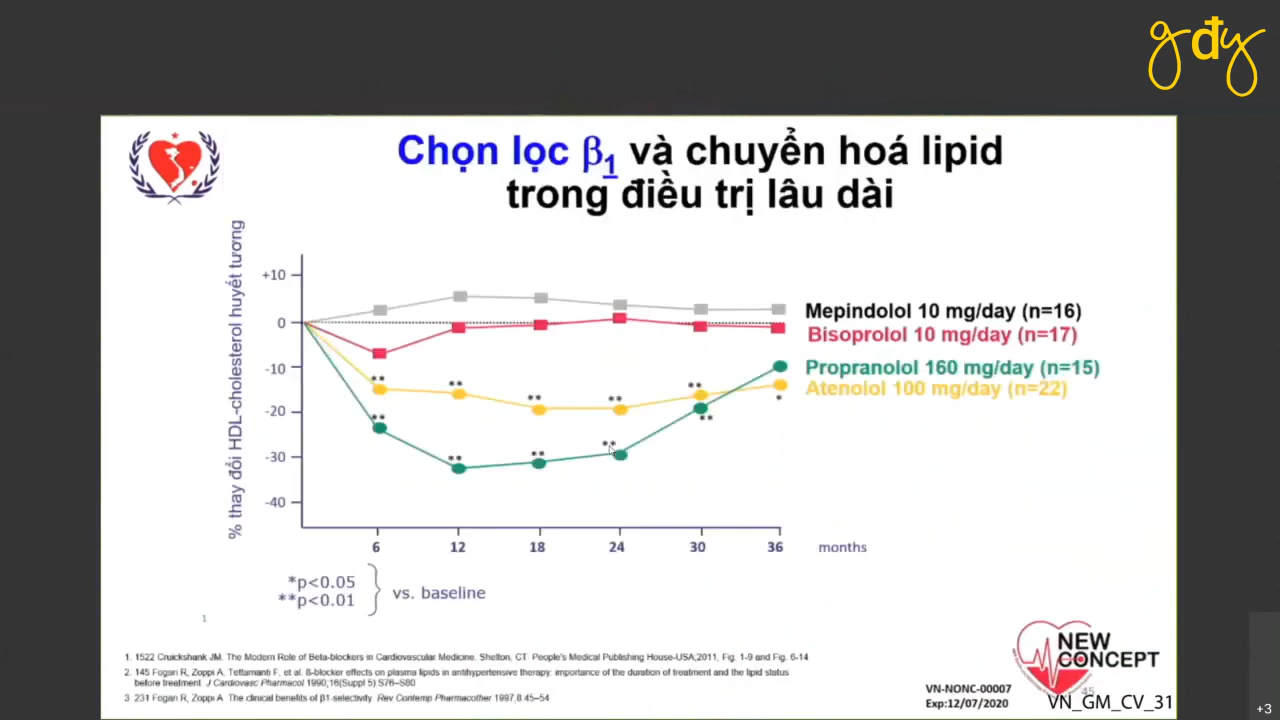 gđy
Chọn lọc β1 và chuyển hoá lipid
trong điều trị lâu dài
% thay đổi HDL-cholesterol huyết tương
+10
0
-10
-20
-30
-40
** ** ** ** ** *
** ** ** ** **
Mepindolol 10 mg/day (n=16)
Bisoprolol 10 mg/day (n=17)
Propranolol 160 mg/day (n=15)
Atenolol 100 mg/day (n=22)
6 12 18 24 30 36 months
*p<0.05
**p<0.01
vs. baseline
1
1. 1522 Cruickshank JM. The Modern Role of Beta-blockers in Cardiovascular Medicine. Shelton, CT: People's Medical Publishing House-USA;2011, Fig. 1-9 and Fig. 6-14
2. 145 Fogari R, Zoppi A, Tettamanti F, et al. ß-blocker effects on plasma lipids in antihypertensive therapy: importance of the duration of treatment and the lipid status
before treatment. J Cardiovasc Pharmacol 1990;16(Suppl 5):S76–S80
3. 231 Fogari R, Zoppi A. The clinical benefits of β1-selectivity. Rev Contemp Pharmacother 1997;8:45–54
NEW
CONCEPT
VN-NONC-00007
Exp:12/07/2020
45
VN_GM_CV_31
+3